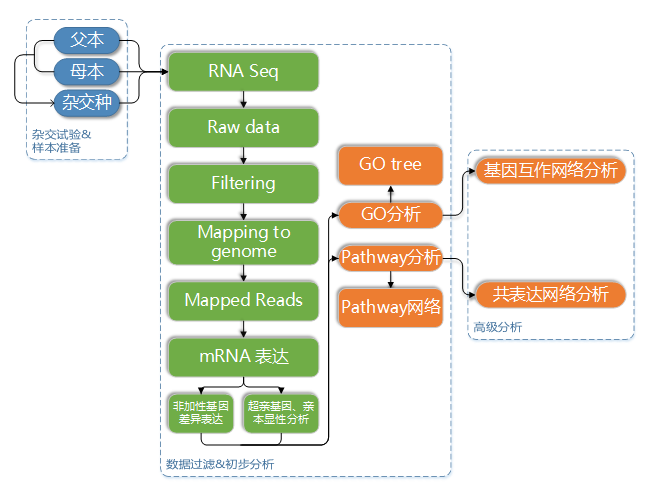 父本
母本
杂交种
杂交试验&
样本准备
RNA Seq
Raw data
Filtering
Mapping to
genome
Mapped Reads
mRNA 表达
非加性基因
差异表达
超亲基因、亲
本显性分析
数据过滤&初步分析
GO tree
GO分析
Pathway分析
Pathway网络
基因互作网络分析
共表达网络分析
高级分析